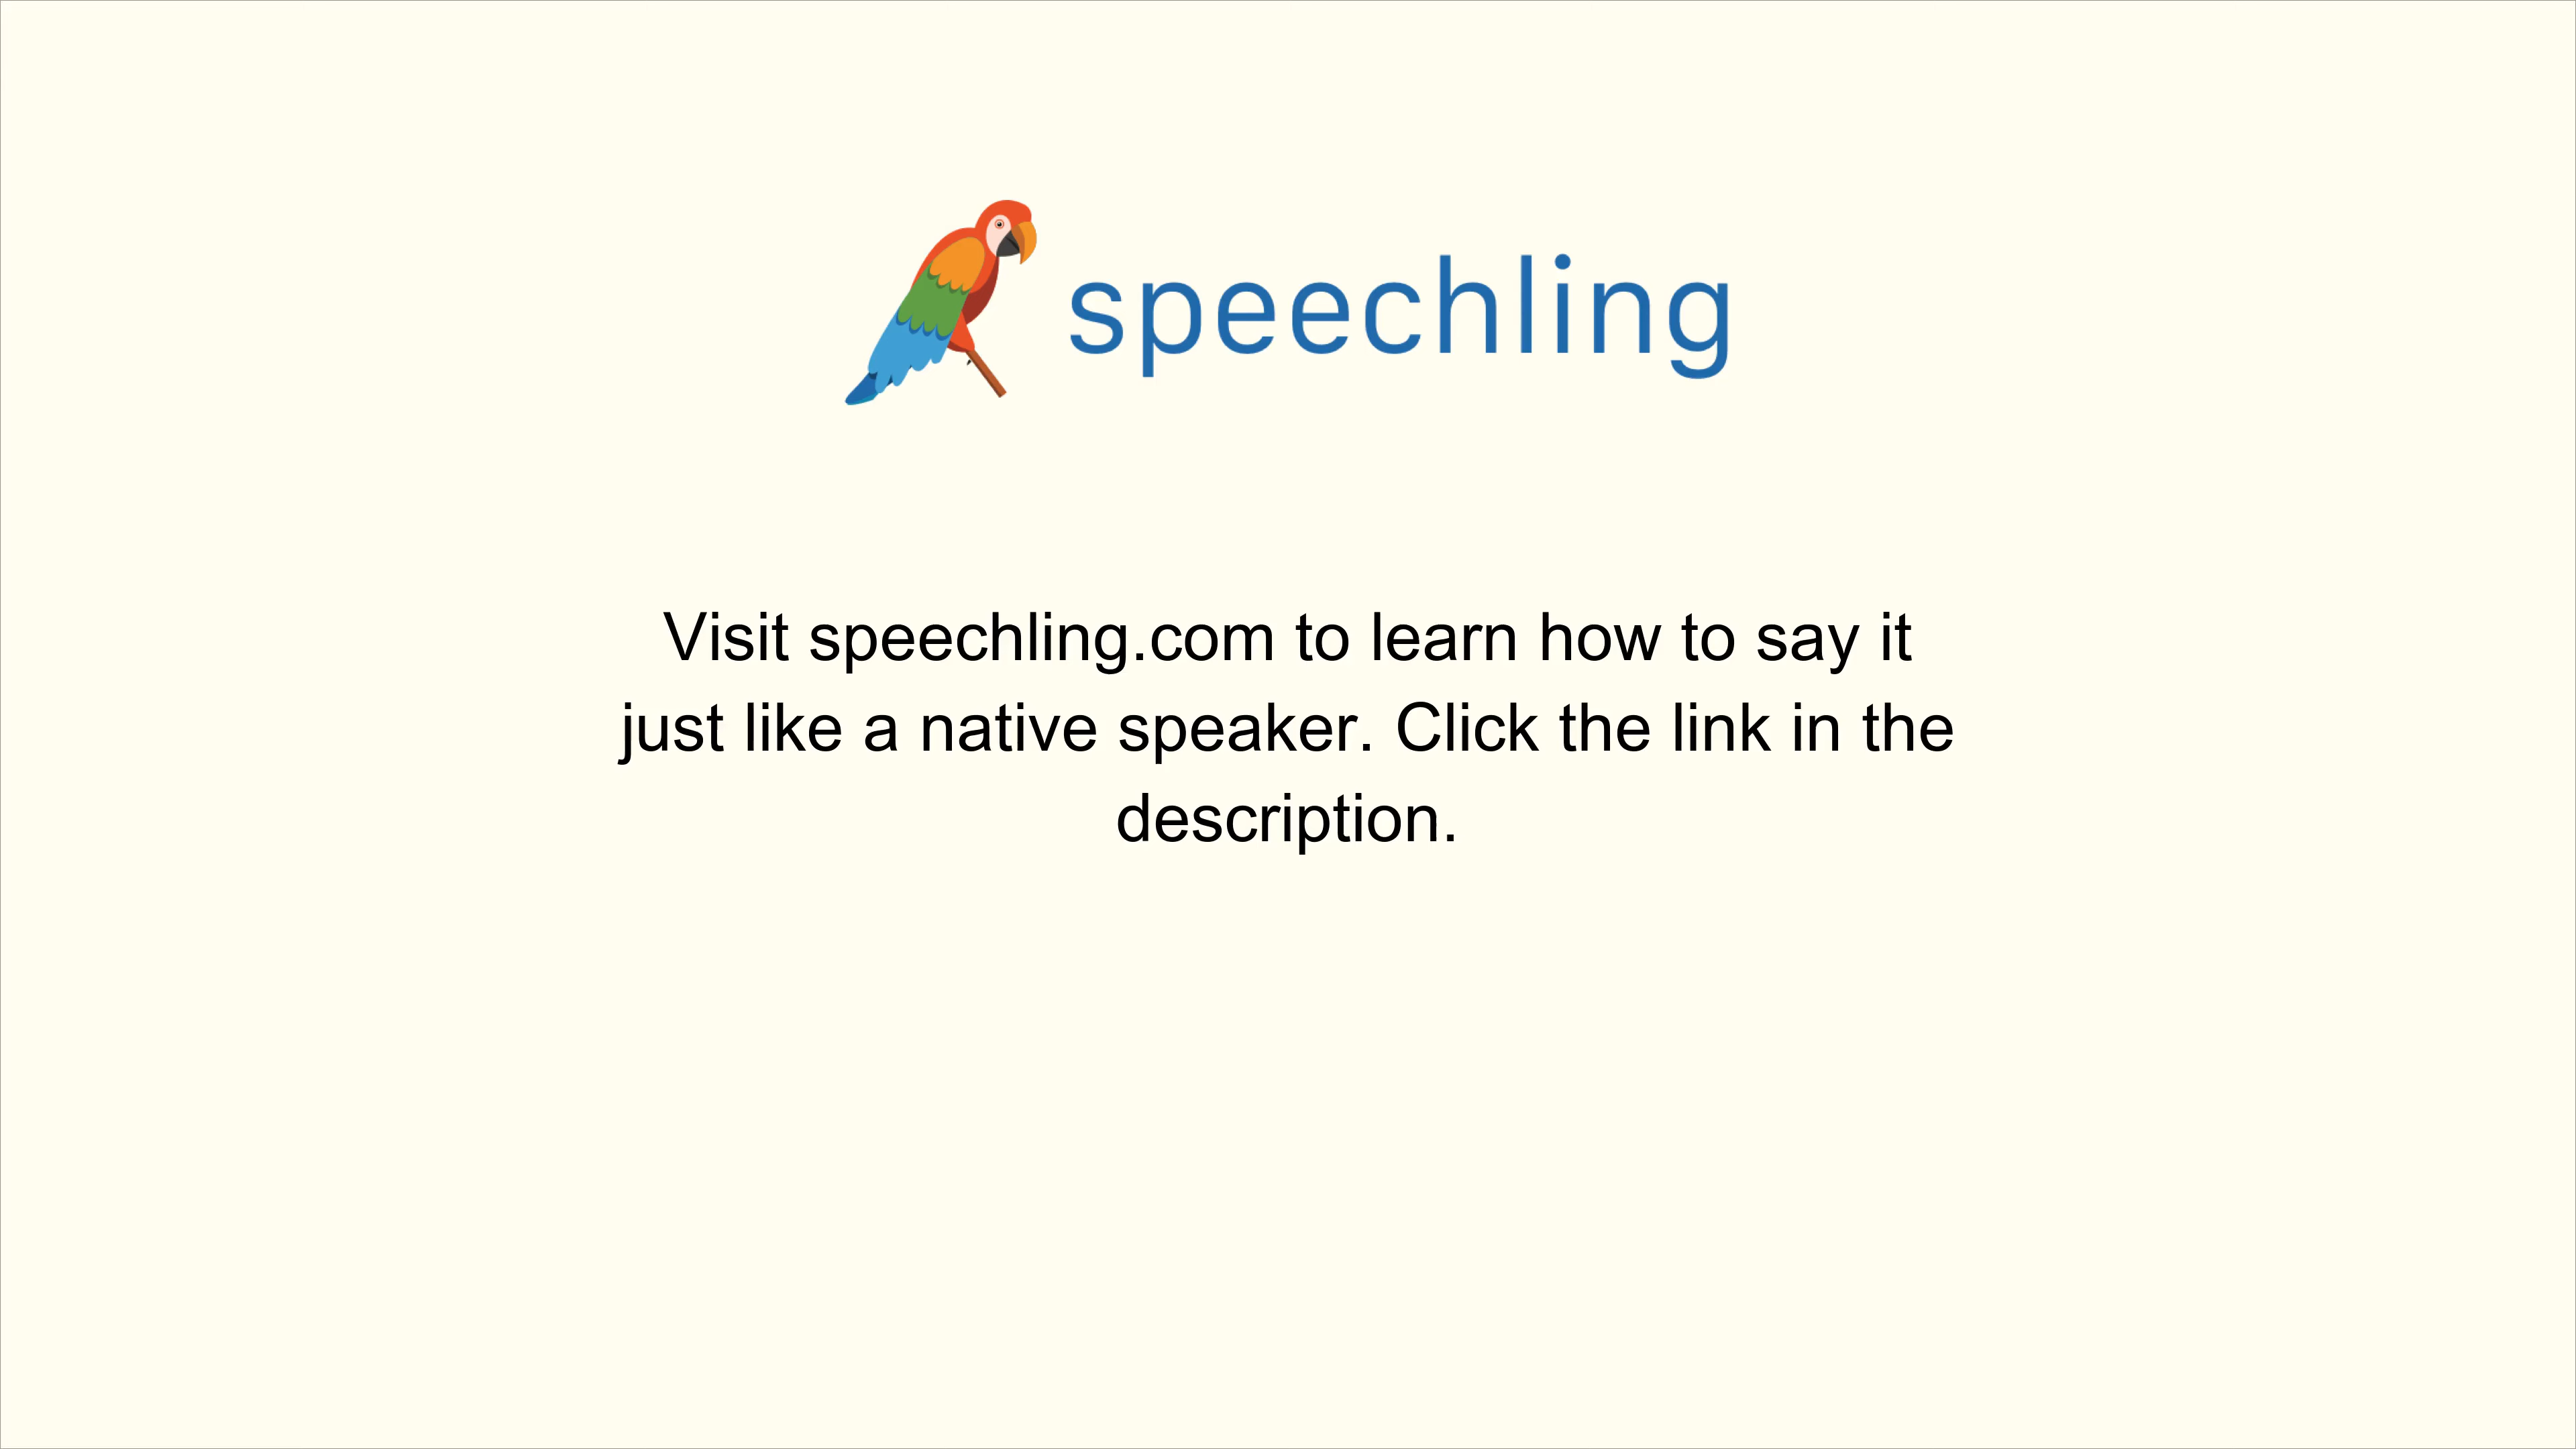 speechling
Visit speechling.com to learn how to say it
just like a native speaker. Click the link in the
description.